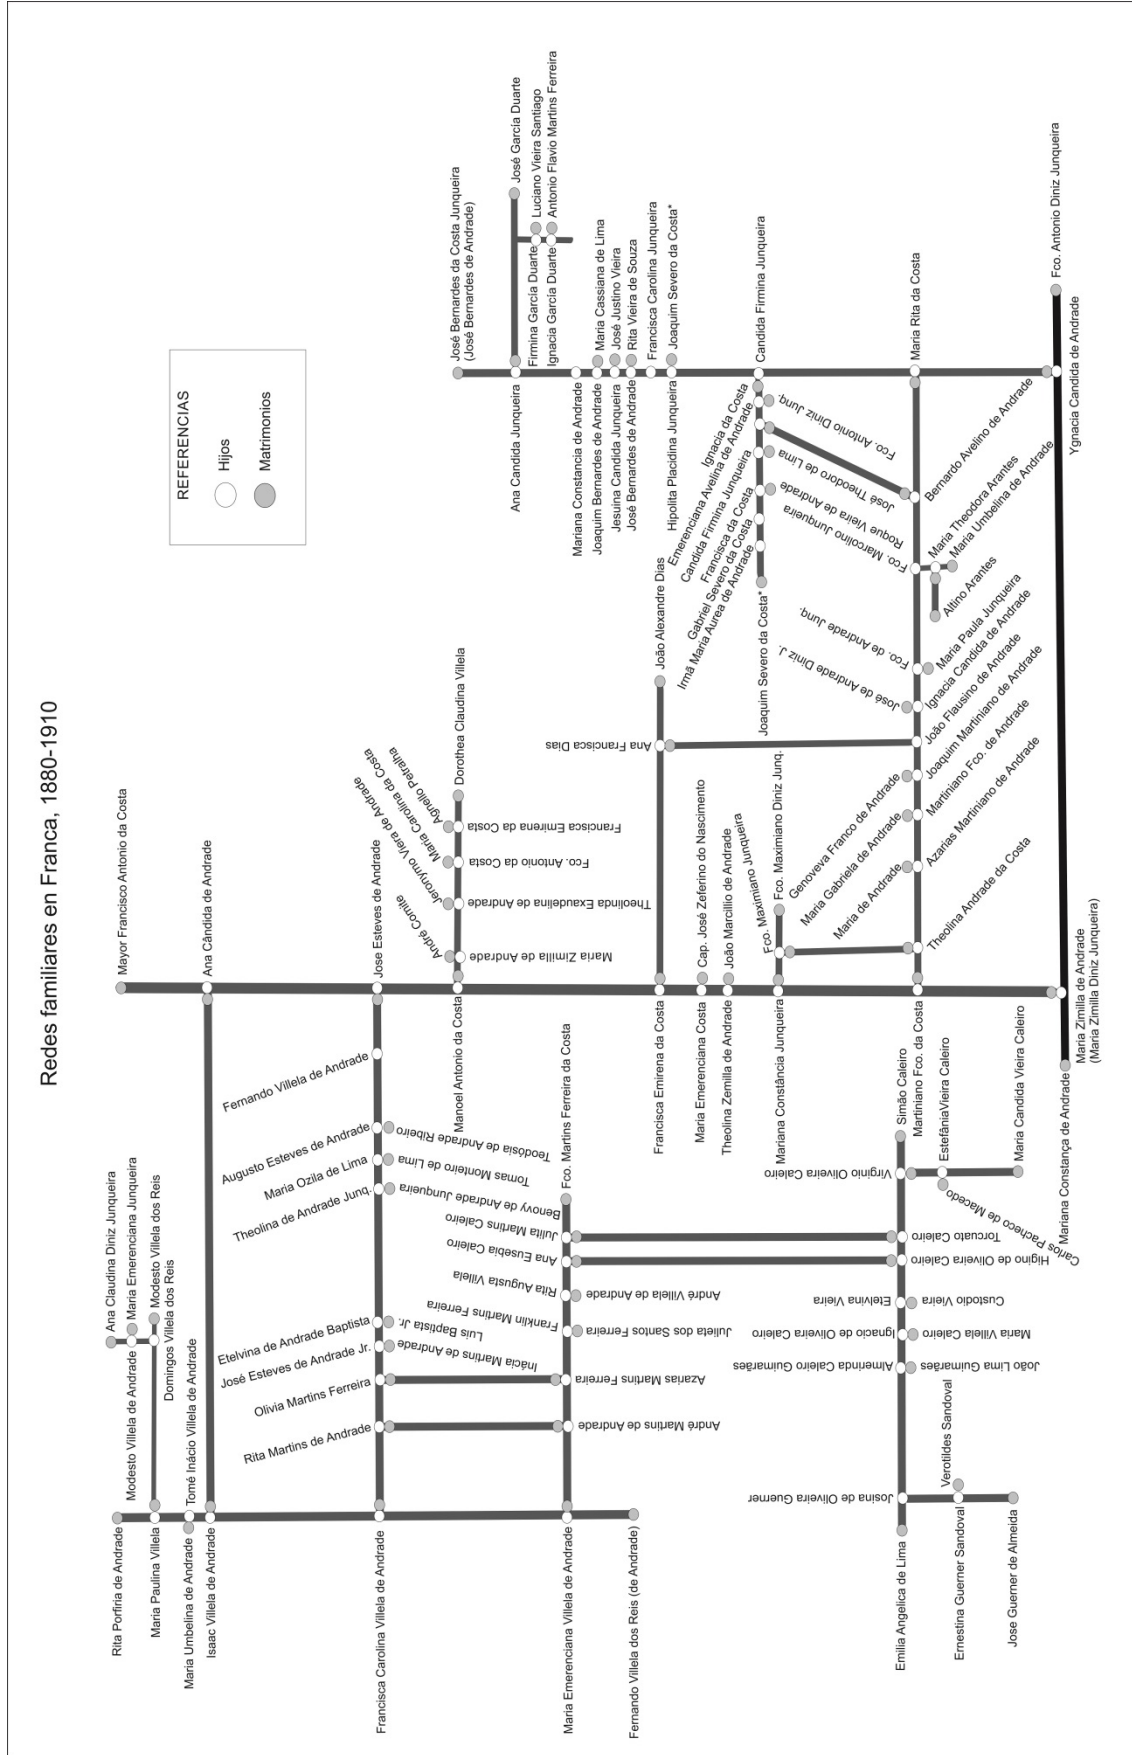 Redes familiares en Franca, 1880-1910
REFERENCIAS
Hijos
Matrimonios
Rita Porfiria de Andrade
Maria Paulina Villela
Maria Umbelina de Andrade
Isaac Villela de Andrade
Tomé Inácio Villela de Andrade
Modesto Villela de Andrade
Ana Claudina Diniz Junqueira
Maria Emerenciana Junqueira
Modesto Villela dos Reis
Domingos Villela dos Reis
Francisca Carolina Villela de Andrade
Maria Emerenciana Villela de Andrade
Fernando Villela dos Reis (de Andrade)
Rita Martins de Andrade
Olivia Martins Ferreira
José Esteves de Andrade Jr.
Etelvina de Andrade Baptista
Theolina de Andrade Junq.
Maria Ozila de Lima
Augusto Esteves de Andrade
Fernando Villela de Andrade
Inácia Martins de Andrade
Luis Baptista Jr.
Benovy de Andrade Junqueira
Tomas Monteiro de Lima
Teodósia de Andrade Ribeiro
Franklin Martins Ferreira
Rita Augusta Villela
Ana Eusebia Caleiro
Julita Martins Caleiro
Fco. Martins Ferreira da Costa
André Martins de Andrade
Azarias Martins Ferreira
Julieta dos Santos Ferreira
André Villela de Andrade
Emilia Angelica de Lima
Josina de Oliveira Guerner
Ernestina Guerner Sandoval
Verotildes Sandoval
Jose Guerner de Almeida
Almerinda Caleiro Guimarães
João Lima Guimarães
Ignacio de Oliveira Caleiro
Maria Villela Caleiro
Etelvina Vieira
Custodio Vieira
Higino de Oliveira Caleiro
Torcuato Caleiro
Virginio Oliveira Caleiro
Simão Caleiro
EstefâniaVieira Caleiro
Carlos Pacheco de Macedo
Maria Candida Vieira Caleiro
Mayor Francisco Antonio da Costa
Ana Cândida de Andrade
Jose Esteves de Andrade
Manoel Antonio da Costa
Francisca Emirena da Costa
Maria Emerenciana Costa
Theolina Zemilla de Andrade
Mariana Constância Junqueira
Martiniano Fco. da Costa
Maria Zimilla de Andrade
(Maria Zimilla Diniz Junqueira)
Mariana Constança de Andrade
André Comile
Jeronymo Viera de Andrade
Maria Carolina da Costa
Agnello Petralha
Maria Zimilla de Andrade
Theolinda Exaudelina de Andrade
Fco. Antonio da Costa
Francisca Emirena da Costa
Dorothea Claudina Villela
João Alexandre Dias
Ana Francisca Dias
Cap. José Zeferino do Nascimento
João Marcillio de Andrade
Fco. Maximiano Junqueira
Fco. Maximiano Diniz Junq.
Theolina Andrade da Costa
Maria de Andrade
Azarias Martiniano de Andrade
Maria Gabriela de Andrade
Martiniano Fco. de Andrade
Genoveva Franco de Andrade
Joaquim Martiniano de Andrade
João Flausino de Andrade
José de Andrade Diniz J.
Ignacia Candida de Andrade
Fco. de Andrade Junq.
Maria Paula Junqueira
Fco. Marcolino Junqueira
Altino Arantes
Maria Theodora Arantes
Maria Umbelina de Andrade
Bernardo Avelino de Andrade
Maria Rita da Costa
José Bernardes da Costa Junqueira
(José Bernardes de Andrade)
Ana Candida Junqueira
José García Duarte
Firmina García Duarte
Luciano Vieira Santiago
Ignacia García Duarte
Antonio Flavio Martins Ferreira
Mariana Constancia de Andrade
Joaquim Bernardes de Andrade
Maria Cassiana de Lima
Jesuina Candida Junqueira
José Justino Vieira
José Bernardes de Andrade
Rita Vieira de Souza
Francisca Carolina Junqueira
Hipolita Placidina Junqueira
Joaquim Severo da Costa*
Candida Firmina Junqueira
Ignacia da Costa
Emerenciana Avelina de Andrade
Candida Firmina Junqueira
Francisca da Costa
Gabriel Severo da Costa
Irmã Maria Aurea de Andrade
Joaquim Severo da Costa*
Fco. Antonio Diniz Junq.
José Theodoro de Lima
Roque Vieira de Andrade
Ygnacia Candida de Andrade
Fco. Antonio Diniz Junqueira